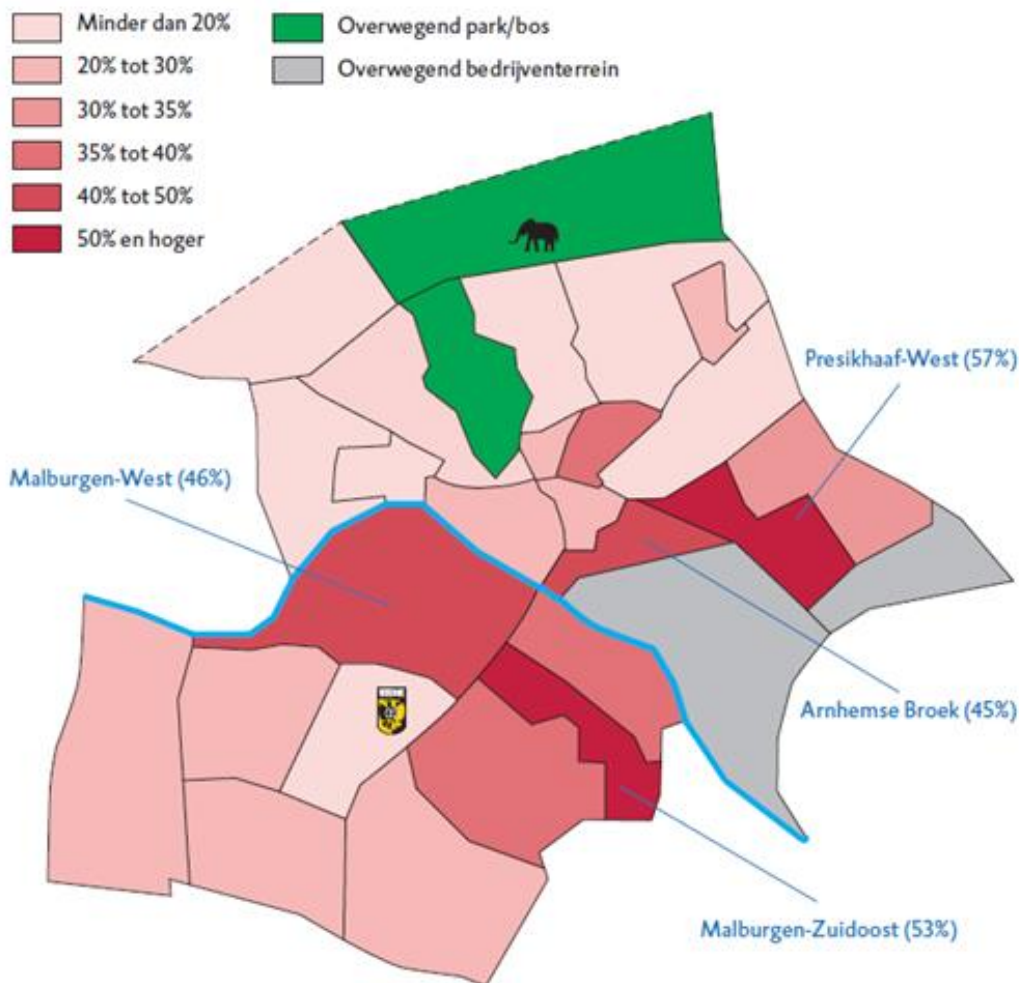 Minder dan 20%
20% tot 30%
30% tot 35%
35% tot 40%
40% tot 50%
50% en hoger
Overwegend park/bos
Overwegend bedrijventerrein
Presikhaaf-West (57%)
Malburgen-West (46%)
Arnhemse Broek (45%)
Malburgen-Zuidoost (53%)